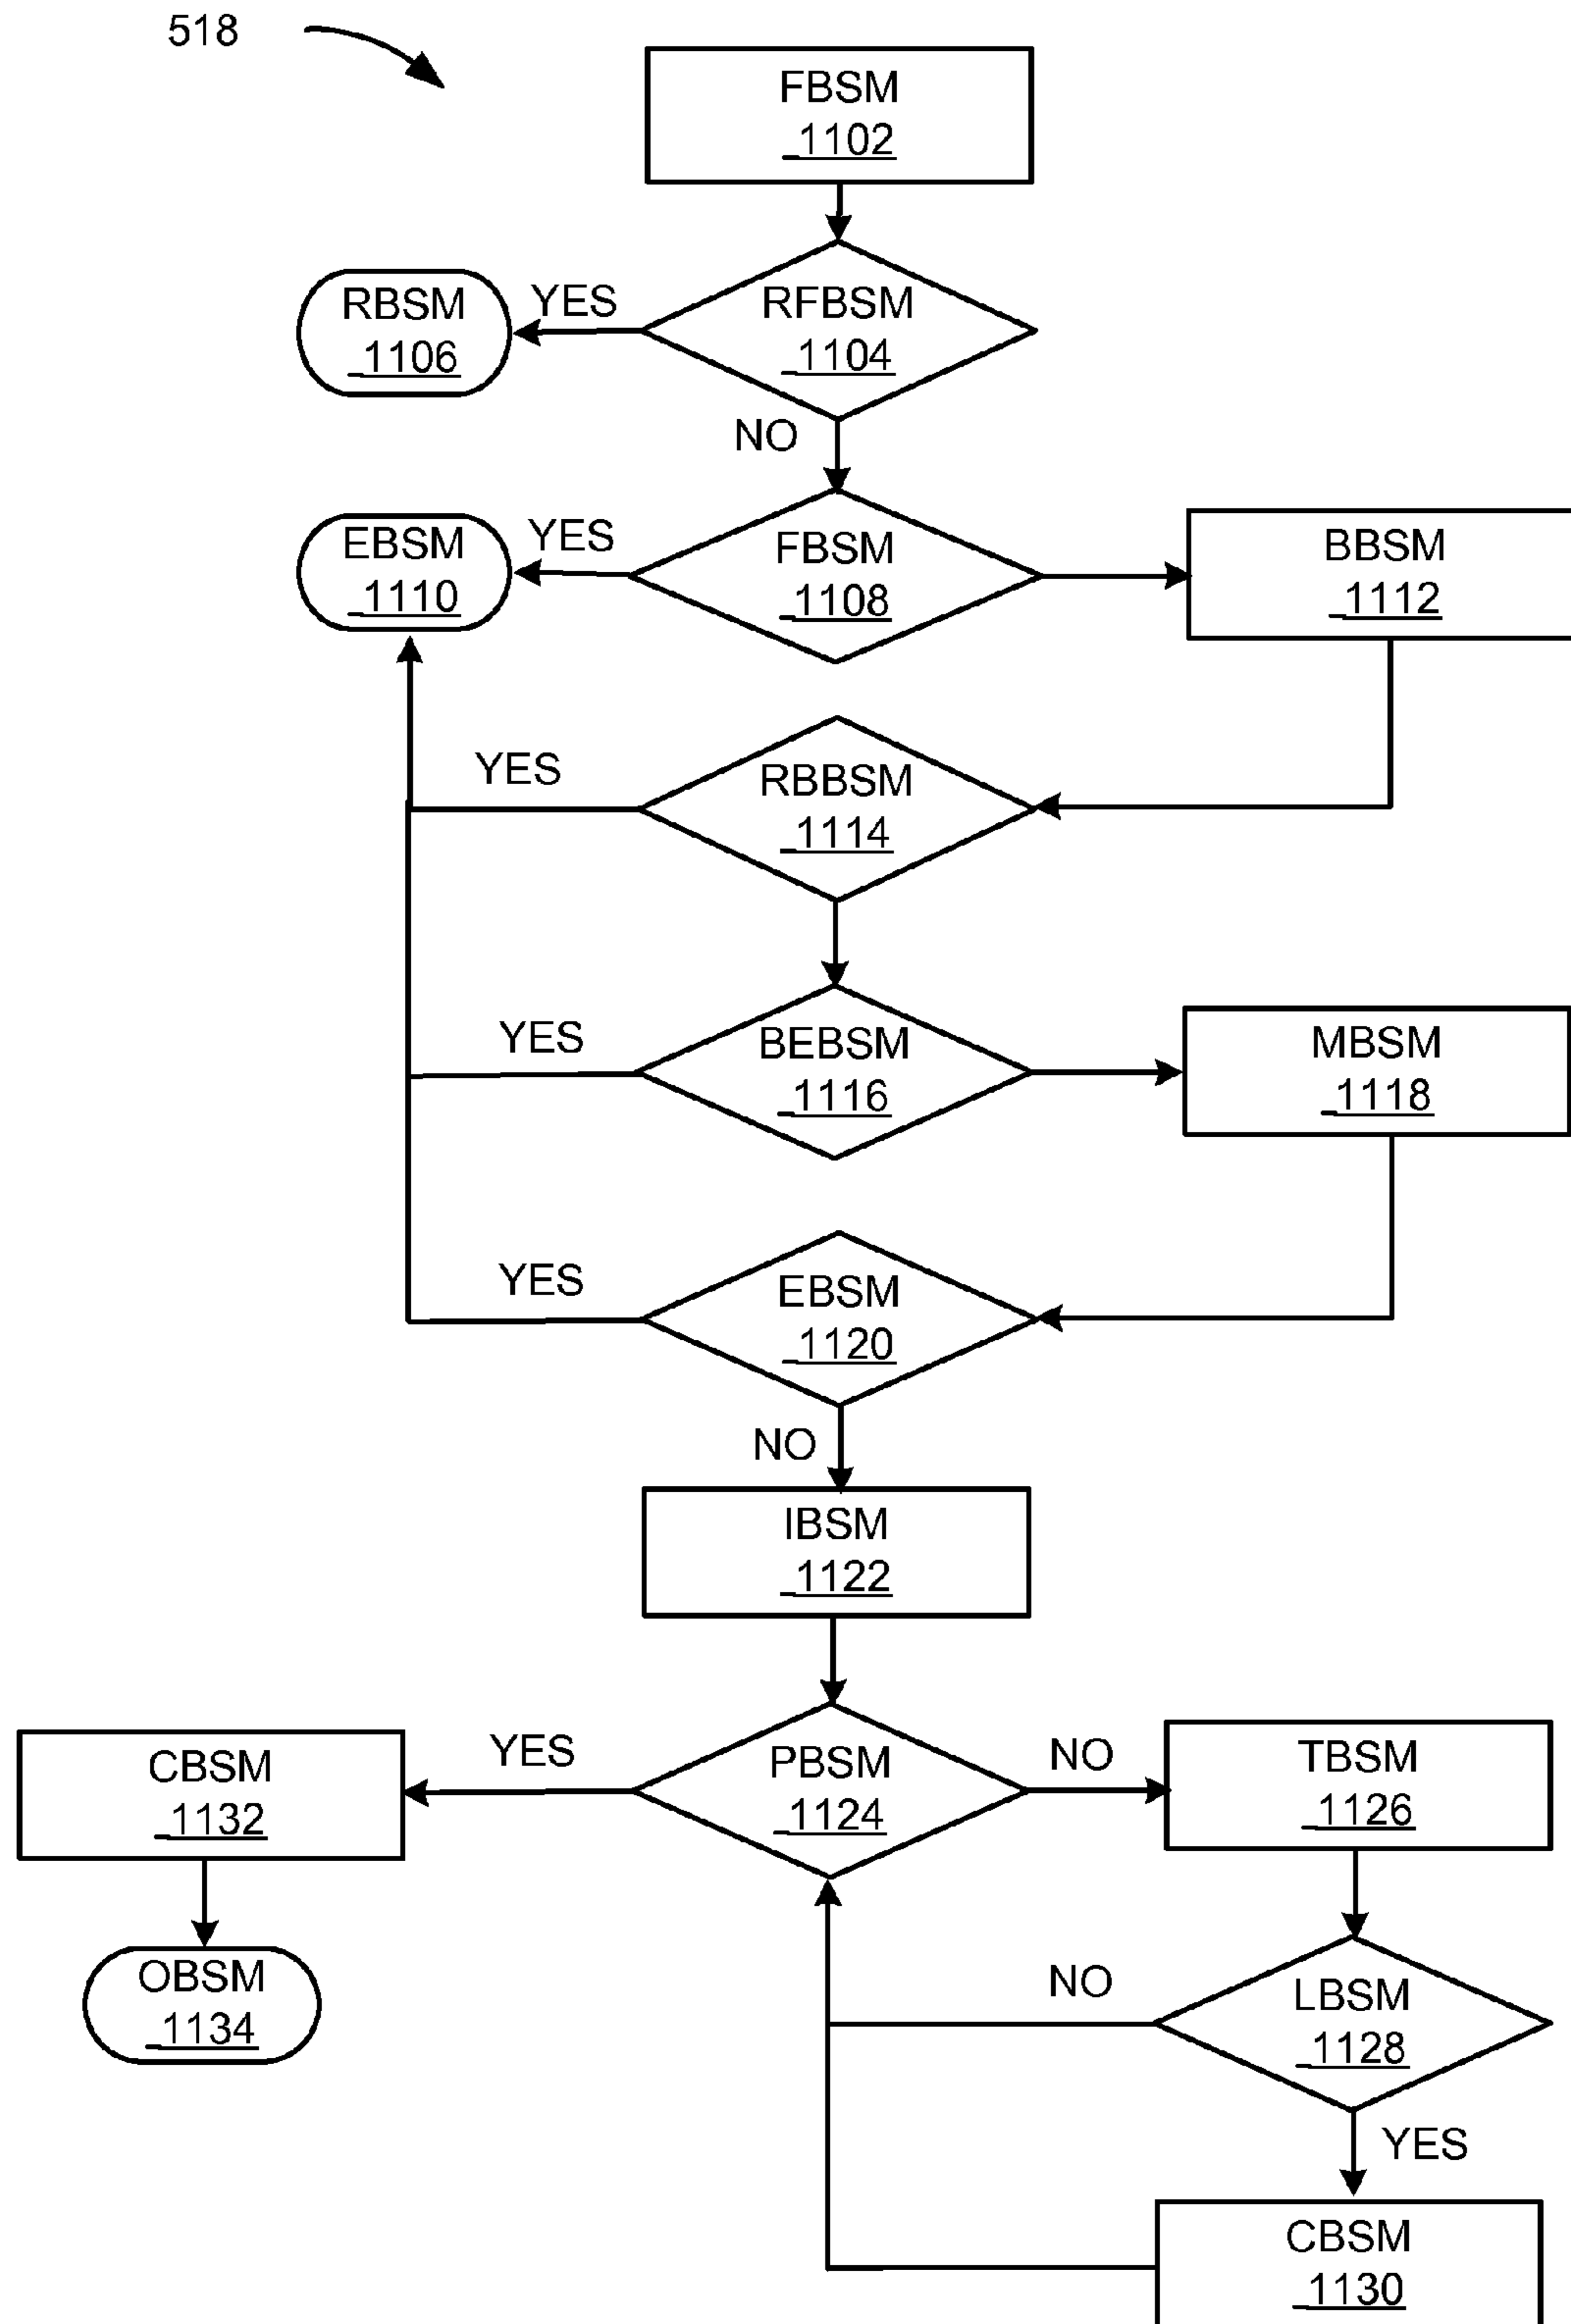 518
FBSM
1102
RFBSM
1104
YES
RBSM
1106
NO
FBSM
1108
YES
EBSM
1110
BBSM
1112
RBBSM
1114
YES
BEBSM
1116
YES
MBSM
1118
EBSM
1120
YES
NO
IBSM
1122
PBSM
1124
YES
CBSM
1132
OBSM
1134
NO
TBSM
1126
LBSM
1128
NO
YES
CBSM
1130